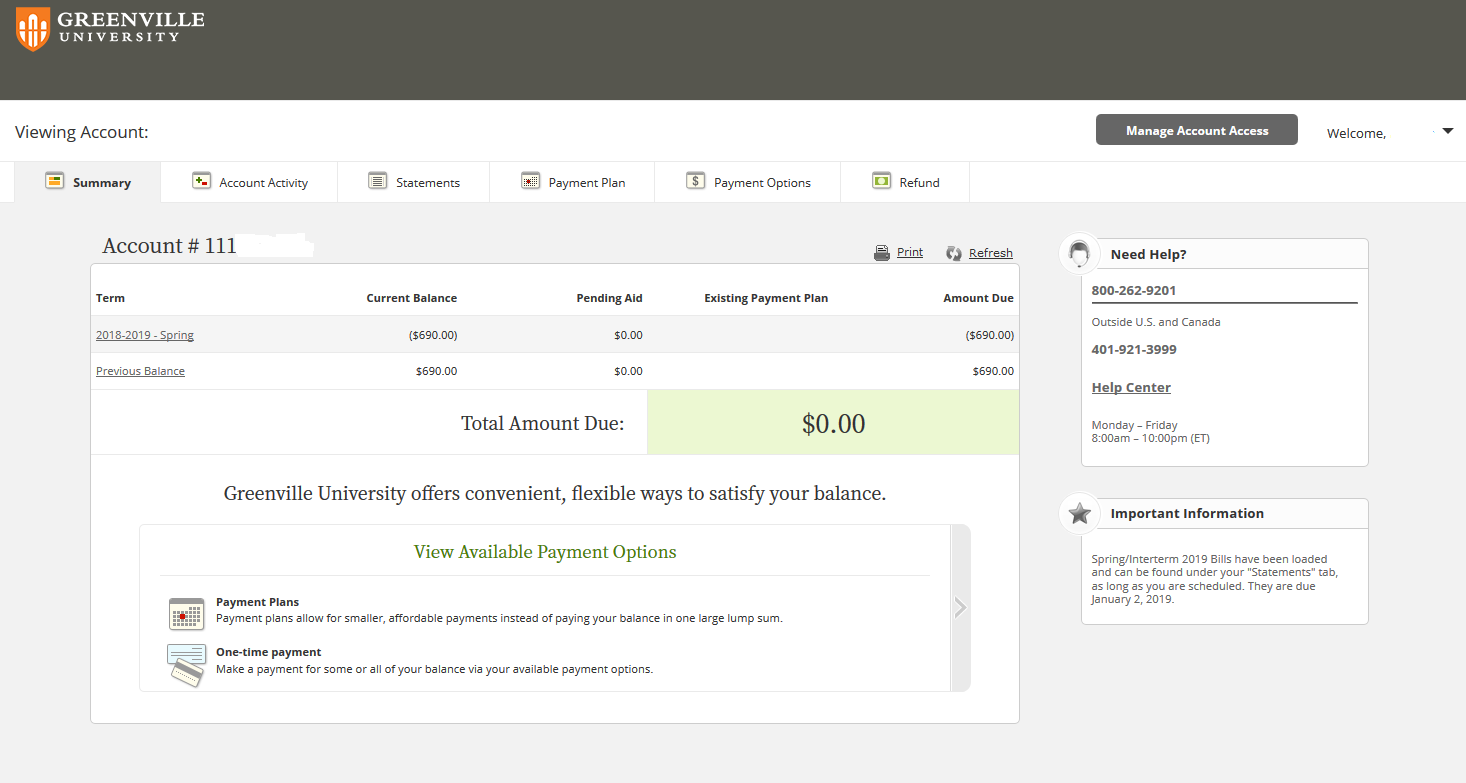 GREENVILLE
UNIVERSITY
Viewing Account:
Manage Account Access
Welcome,
Summary
Account Activity
Statements
Payment Plan
Payment Options
Refund
Account # 111
Print
Refresh
Term Current Balance Pending Aid Existing Payment Plan Amount Due
2018-2019 - Spring ($690.00) $0.00 ($690.00)
Previous Balance $690.00 $0.00 $690.00
Total Amount Due: $0.00
Greenville University offers convenient, flexible ways to satisfy your balance.
View Available Payment Options
Payment Plans
Payment plans allow for smaller, affordable payments instead of paying your balance in one large lump sum.
One-time payment
Make a payment for some or all of your balance via your available payment options.
Need Help?
800-262-9201
Outside U.S. and Canada
401-921-3999
Help Center
Monday – Friday
8:00am – 10:00pm (ET)
Important Information
Spring/Interterm 2019 Bills have been loaded
and can be found under your "Statements" tab,
as long as you are scheduled. They are due
January 2, 2019.